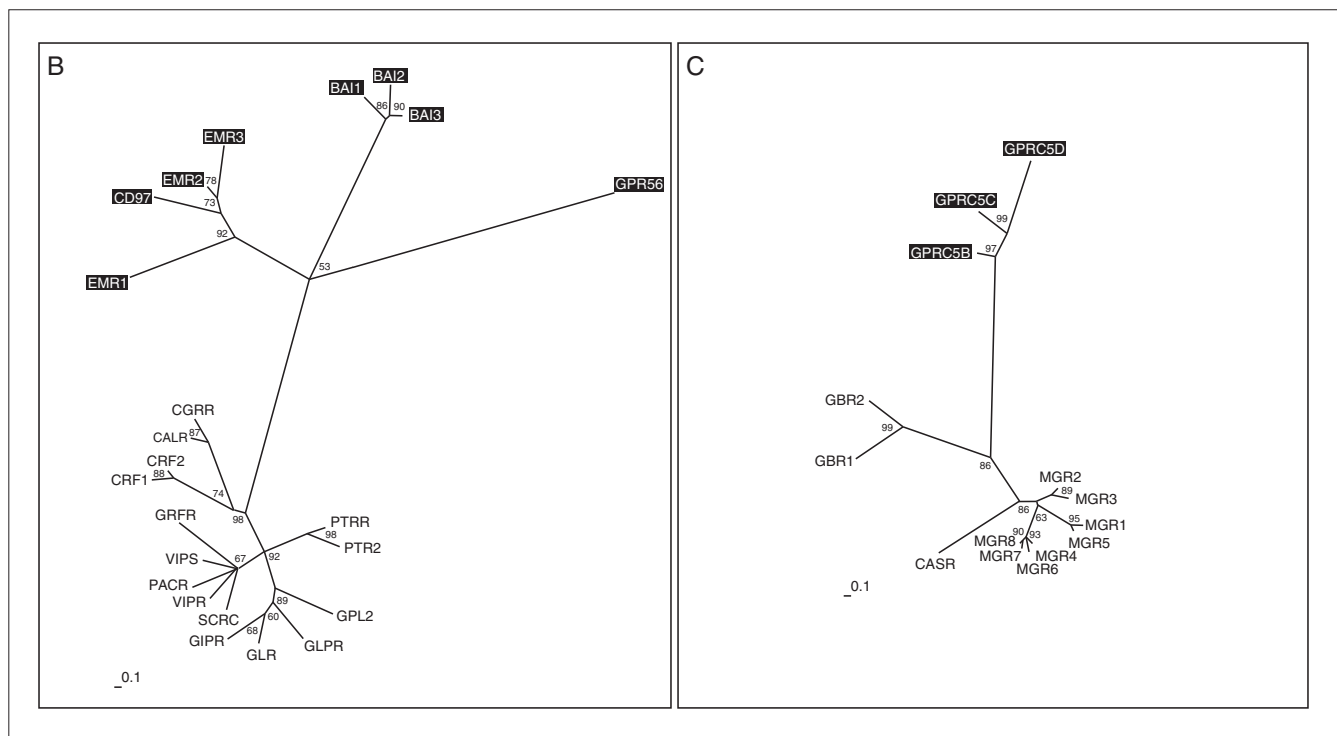 B
BAI2
BAI1
86
90
BAI3
EMR3
EMR2
78
CD97
73
GPR56
92
53
EMR1
CGRR
CALR
87
CRF2
CRF1
88
74
98
GRFR
PTRR
98
PTR2
VIPS
67
92
PACR
VIPR
SCRC
89
GPL2
60
GIPR
68
GLR
GLPR
0.1
C
GPRC5D
GPRC5C
99
GPRC5B
97
GBR2
99
GBR1
86
MGR2
89
MGR3
86
63
95
MGR1
MGR5
90
93
MGR8
MGR7
MGR4
MGR6
CASR
0.1